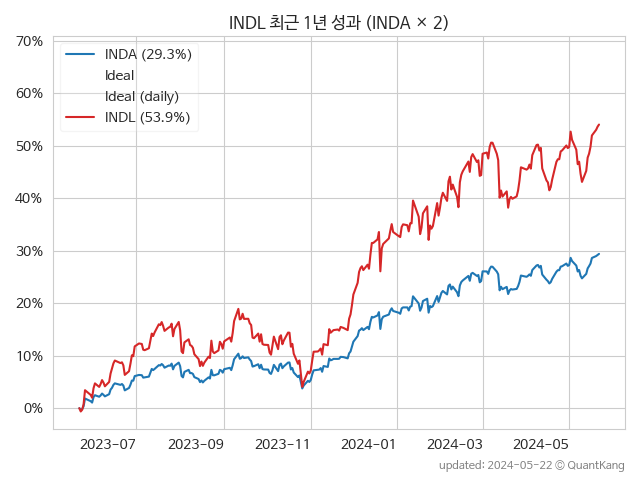 INDL 최근 1년 성과 (INDA × 2)
70%
60%
50%
40%
30%
20%
10%
0%
INDA (29.3%)
Ideal
Ideal (daily)
INDL (53.9%)
2023-07 2023-09 2023-11 2024-01 2024-03 2024-05
updated: 2024-05-22 © QuantKang